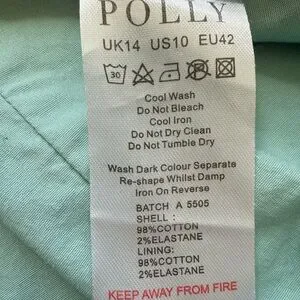 POLLY
UK14 US10 EU42
30
Cool Wash
Do Not Bleach
Cool Iron
Do Not Dry Clean
Do Not Tumble Dry
Wash Dark Colour Separate
Re-shape Whilst Damp
Iron On Reverse
BATCH A 5505
SHELL :
98%COTTON
2%ELASTANE
LINING:
98%COTTON
2%ELASTANE
KEEP AWAY FROM FIRE